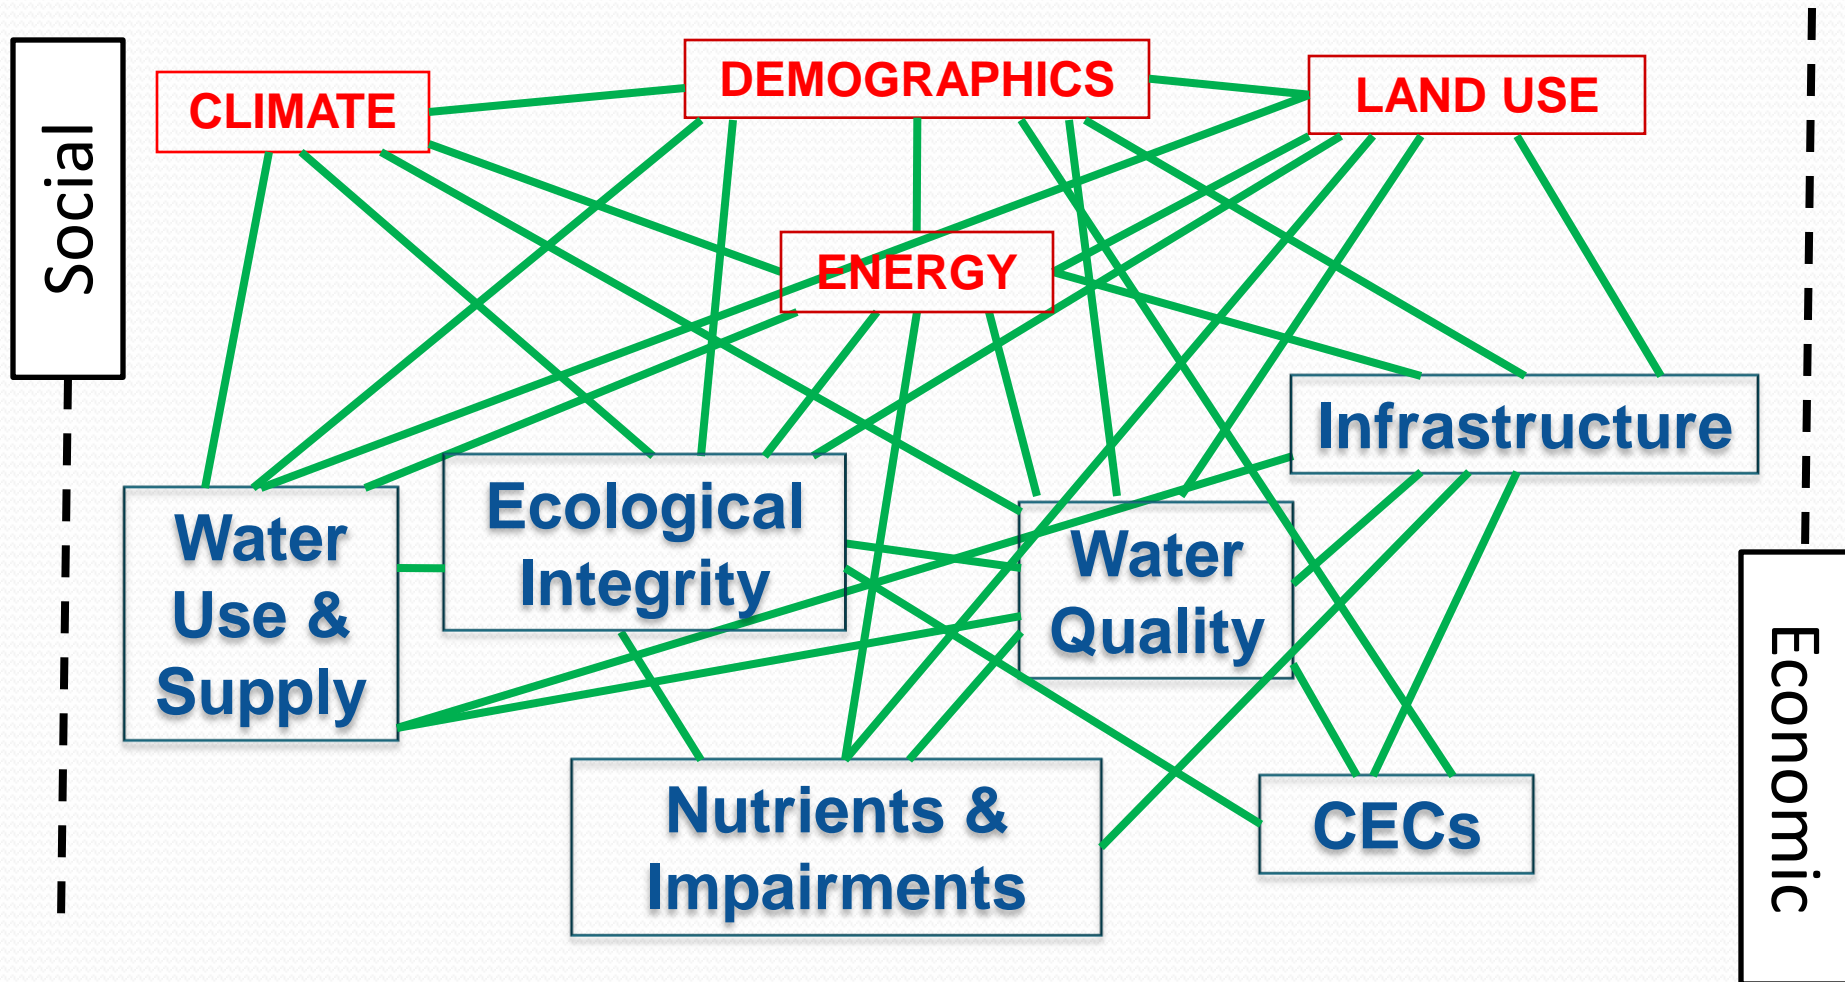 Social
CLIMATE
DEMOGRAPHICS
LAND USE
ENERGY
Infrastructure
Water
Use &
Supply
Ecological
Integrity
Water
Quality
Nutrients &
Impairments
CECs
Economic